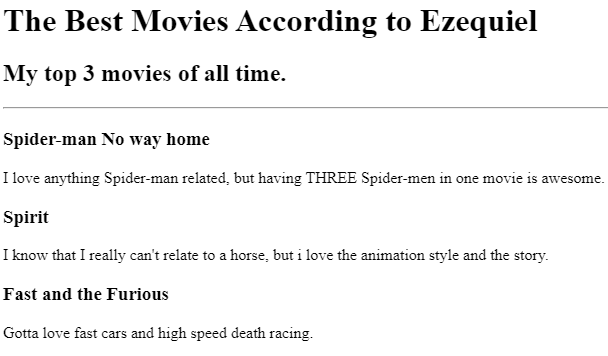 The Best Movies According to Ezequiel
My top 3 movies of all time.
Spider-man No way home
I love anything Spider-man related, but having THREE Spider-men in one movie is awesome.
Spirit
I know that I really can't relate to a horse, but i love the animation style and the story.
Fast and the Furious
Gotta love fast cars and high speed death racing.